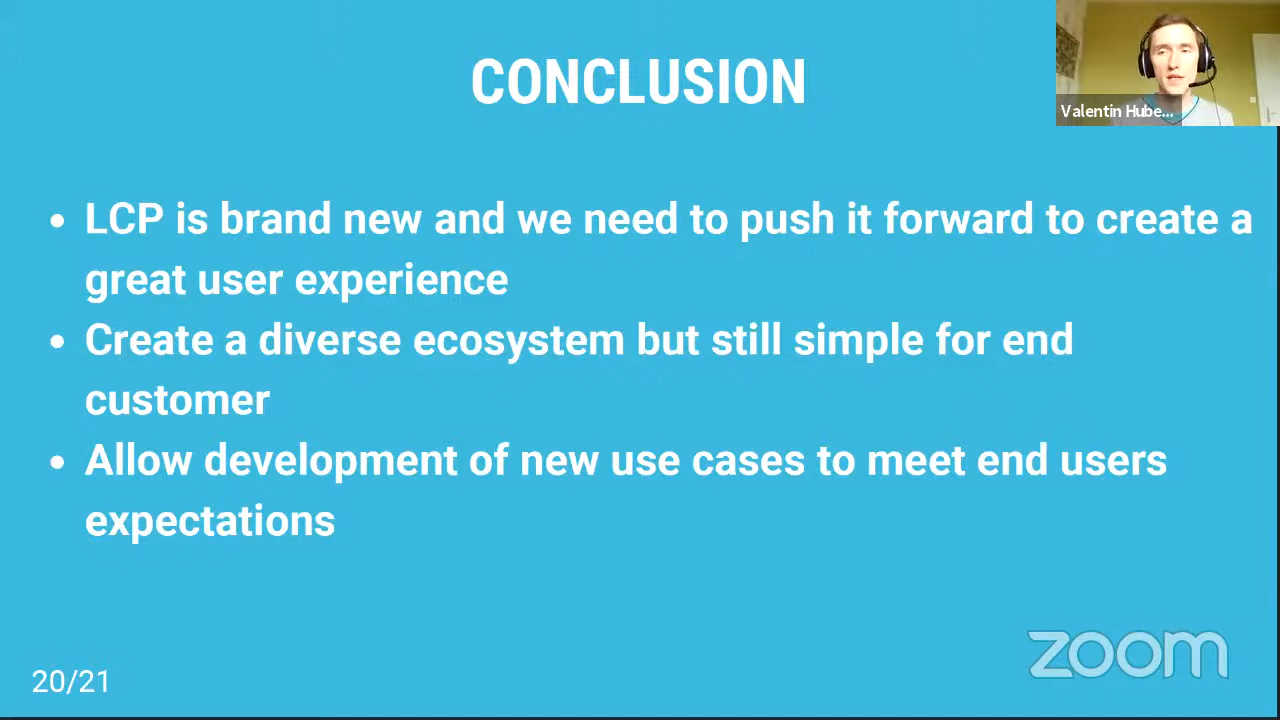 CONCLUSION
Valentin Hube...
• LCP is brand new and we need to push it forward to create a
great user experience
• Create a diverse ecosystem but still simple for end
customer
• Allow development of new use cases to meet end users
expectations
20/21
zoom